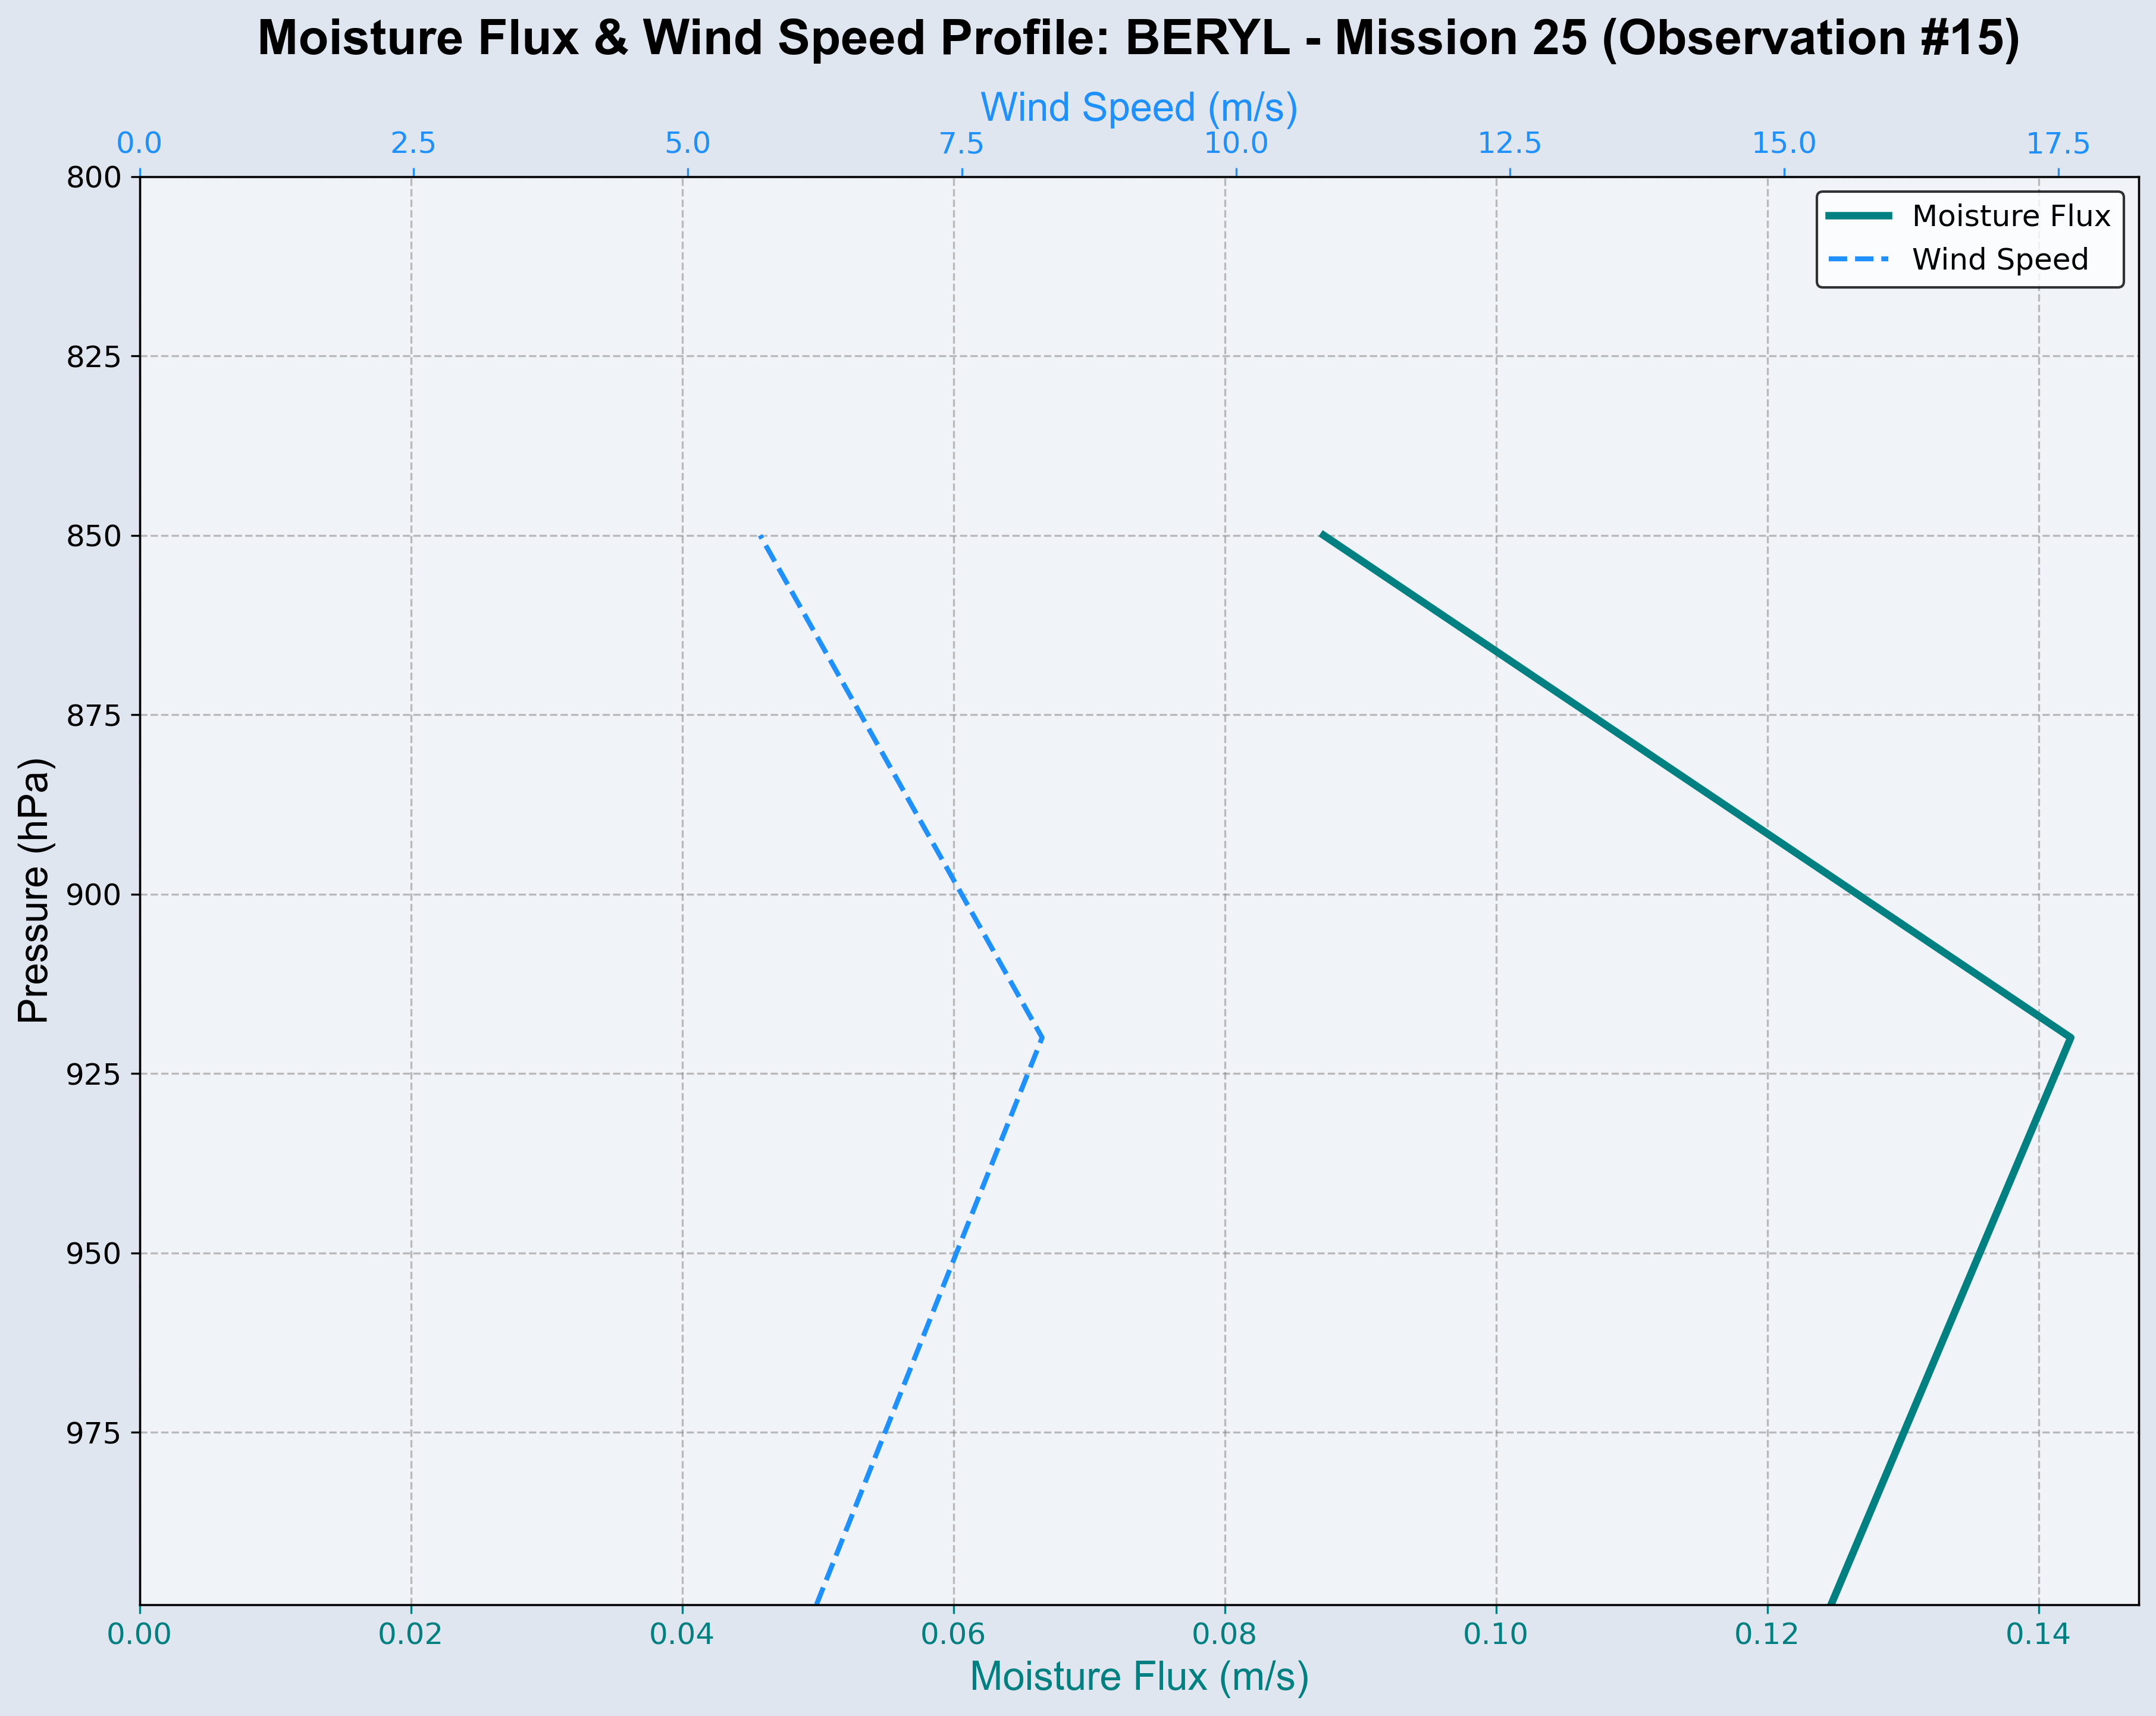 Moisture Flux & Wind Speed Profile: BERYL - Mission 25 (Observation #15)
Wind Speed (m/s)
0.0 2.5 5.0 7.5 10.0 12.5 15.0 17.5
800
Moisture Flux
Wind Speed
825
850
875
900
925
950
975
Pressure (hPa)
0.00 0.02 0.04 0.06 0.08 0.10 0.12 0.14
Moisture Flux (m/s)